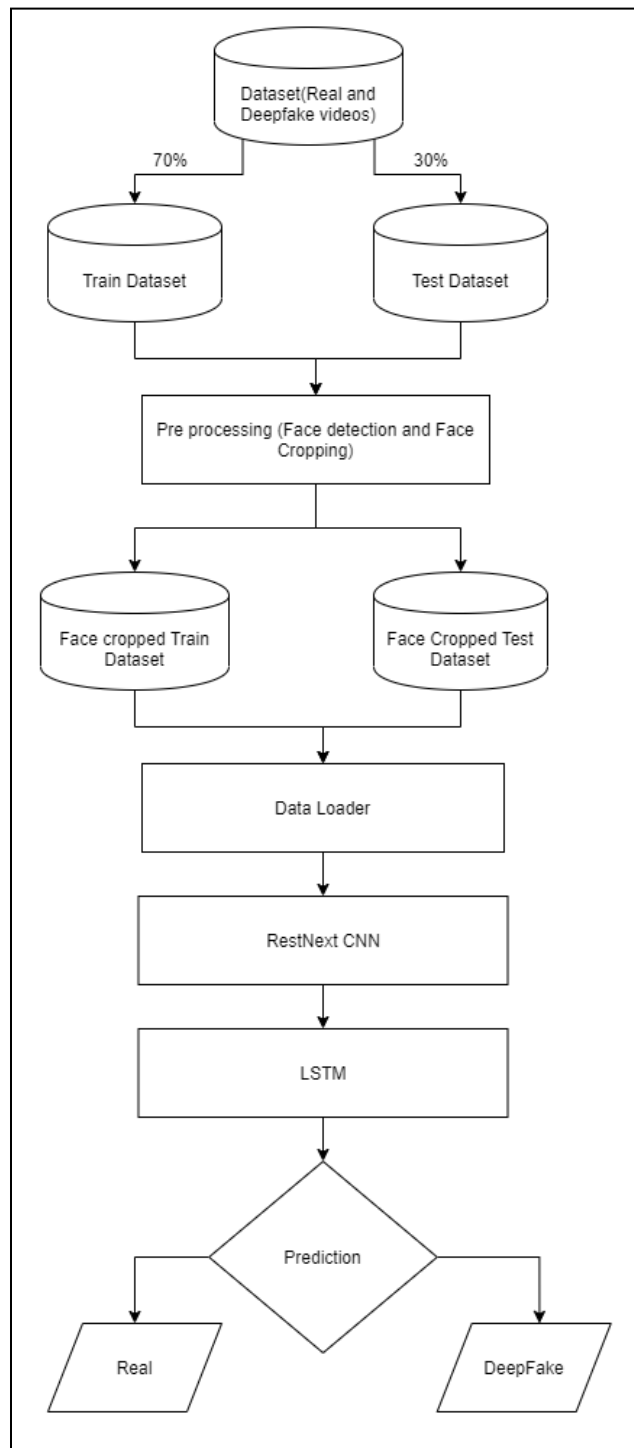 Dataset(Real and
Deepfake videos)
70%
30%
Train Dataset
Test Dataset
Pre processing (Face detection and Face
Cropping)
Face cropped Train
Dataset
Face Cropped Test
Dataset
Data Loader
RestNext CNN
LSTM
Prediction
Real
DeepFake